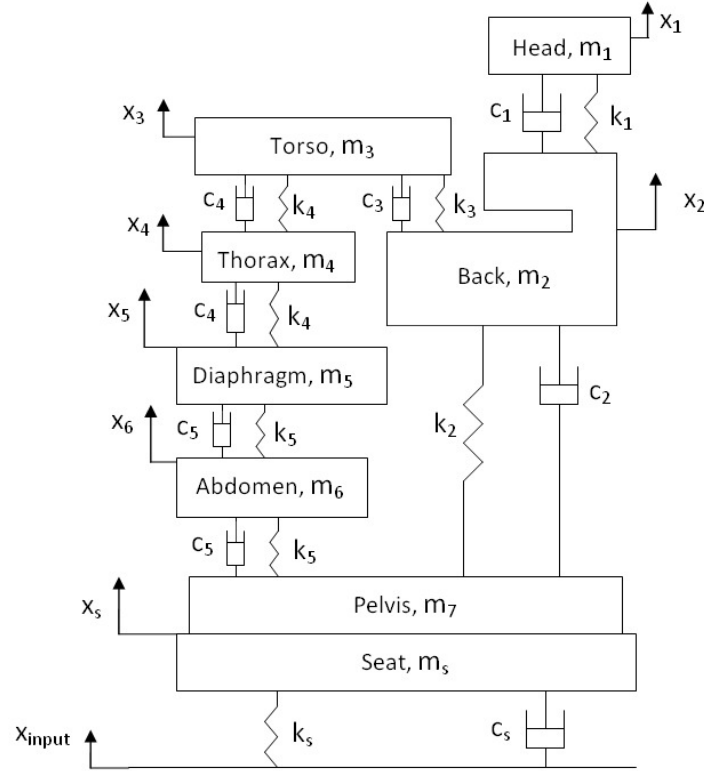 x₁
Head, m₁
c₁
k₁
x₃
Torso, m₃
c₄
k₄
c₃
k₃
x₂
x₄
Thorax, m₄
Back, m₂
c₄
k₄
x₅
Diaphragm, m₅
c₂
k₂
x₆
c₅
k₅
Abdomen, m₆
c₅
k₅
xₛ
Pelvis, m₇
Seat, mₛ
x_input
kₛ
cₛ